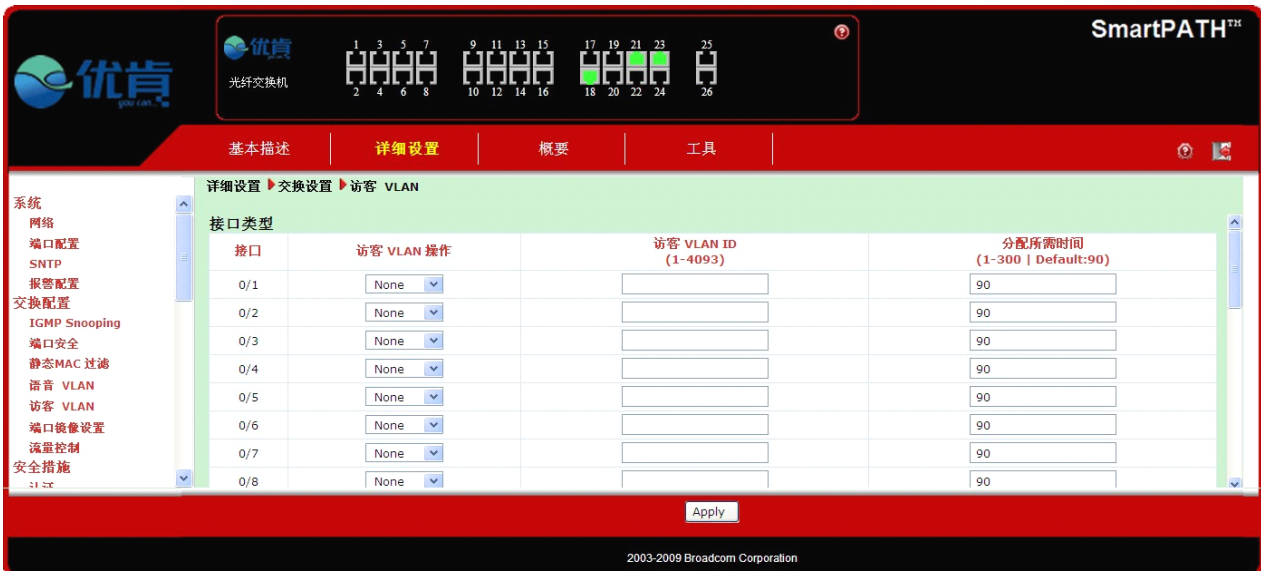 SmartPATH™
优肯
you can..
优肯
光纤交换机
1 3 5 7 9 11 13 15 17 19 21 23 25
2 4 6 8 10 12 14 16 18 20 22 24 26
基本描述 详细设置 概要 工具
详细设置 交换设置 访客 VLAN
系统
网络
端口配置
SNTP
报警配置
交换配置
IGMP Snooping
端口安全
静态MAC 过滤
语音 VLAN
访客 VLAN
端口镜像设置
流量控制
安全措施
认证
接口类型
接口 访客 VLAN 操作 访客 VLAN ID (1-4093) 分配所需时间 (1-300 | Default:90)
0/1 None 90
0/2 None 90
0/3 None 90
0/4 None 90
0/5 None 90
0/6 None 90
0/7 None 90
0/8 None 90
Apply
2003-2009 Broadcom Corporation